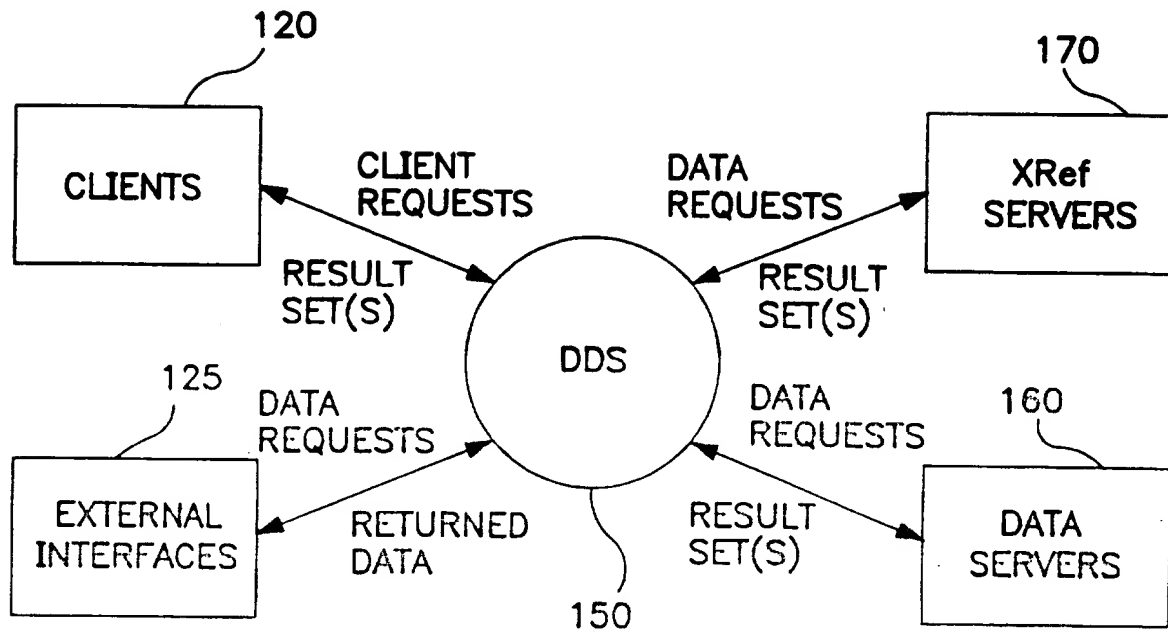 120
170
CLIENTS
CLIENT
REQUESTS
DATA
REQUESTS
XRef
SERVERS
RESULT
SET(S)
RESULT
SET(S)
DDS
125
DATA
REQUESTS
DATA
REQUESTS
160
EXTERNAL
INTERFACES
RETURNED
DATA
RESULT
SET(S)
DATA
SERVERS
150